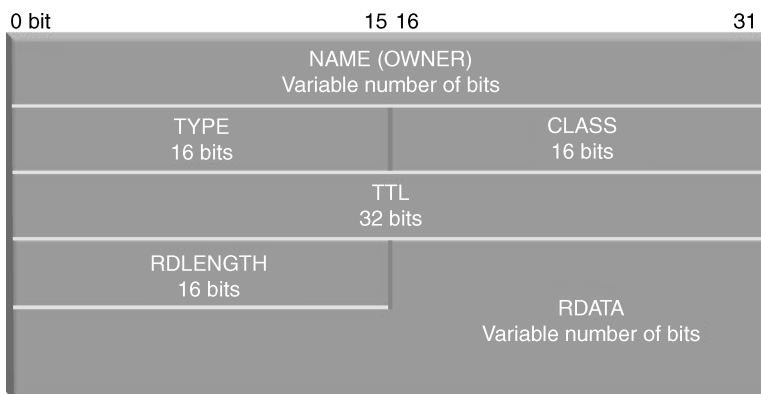 0 bit 15 16 31
NAME (OWNER)
Variable number of bits
TYPE CLASS
16 bits 16 bits
TTL
32 bits
RDLENGTH
16 bits
RDATA
Variable number of bits